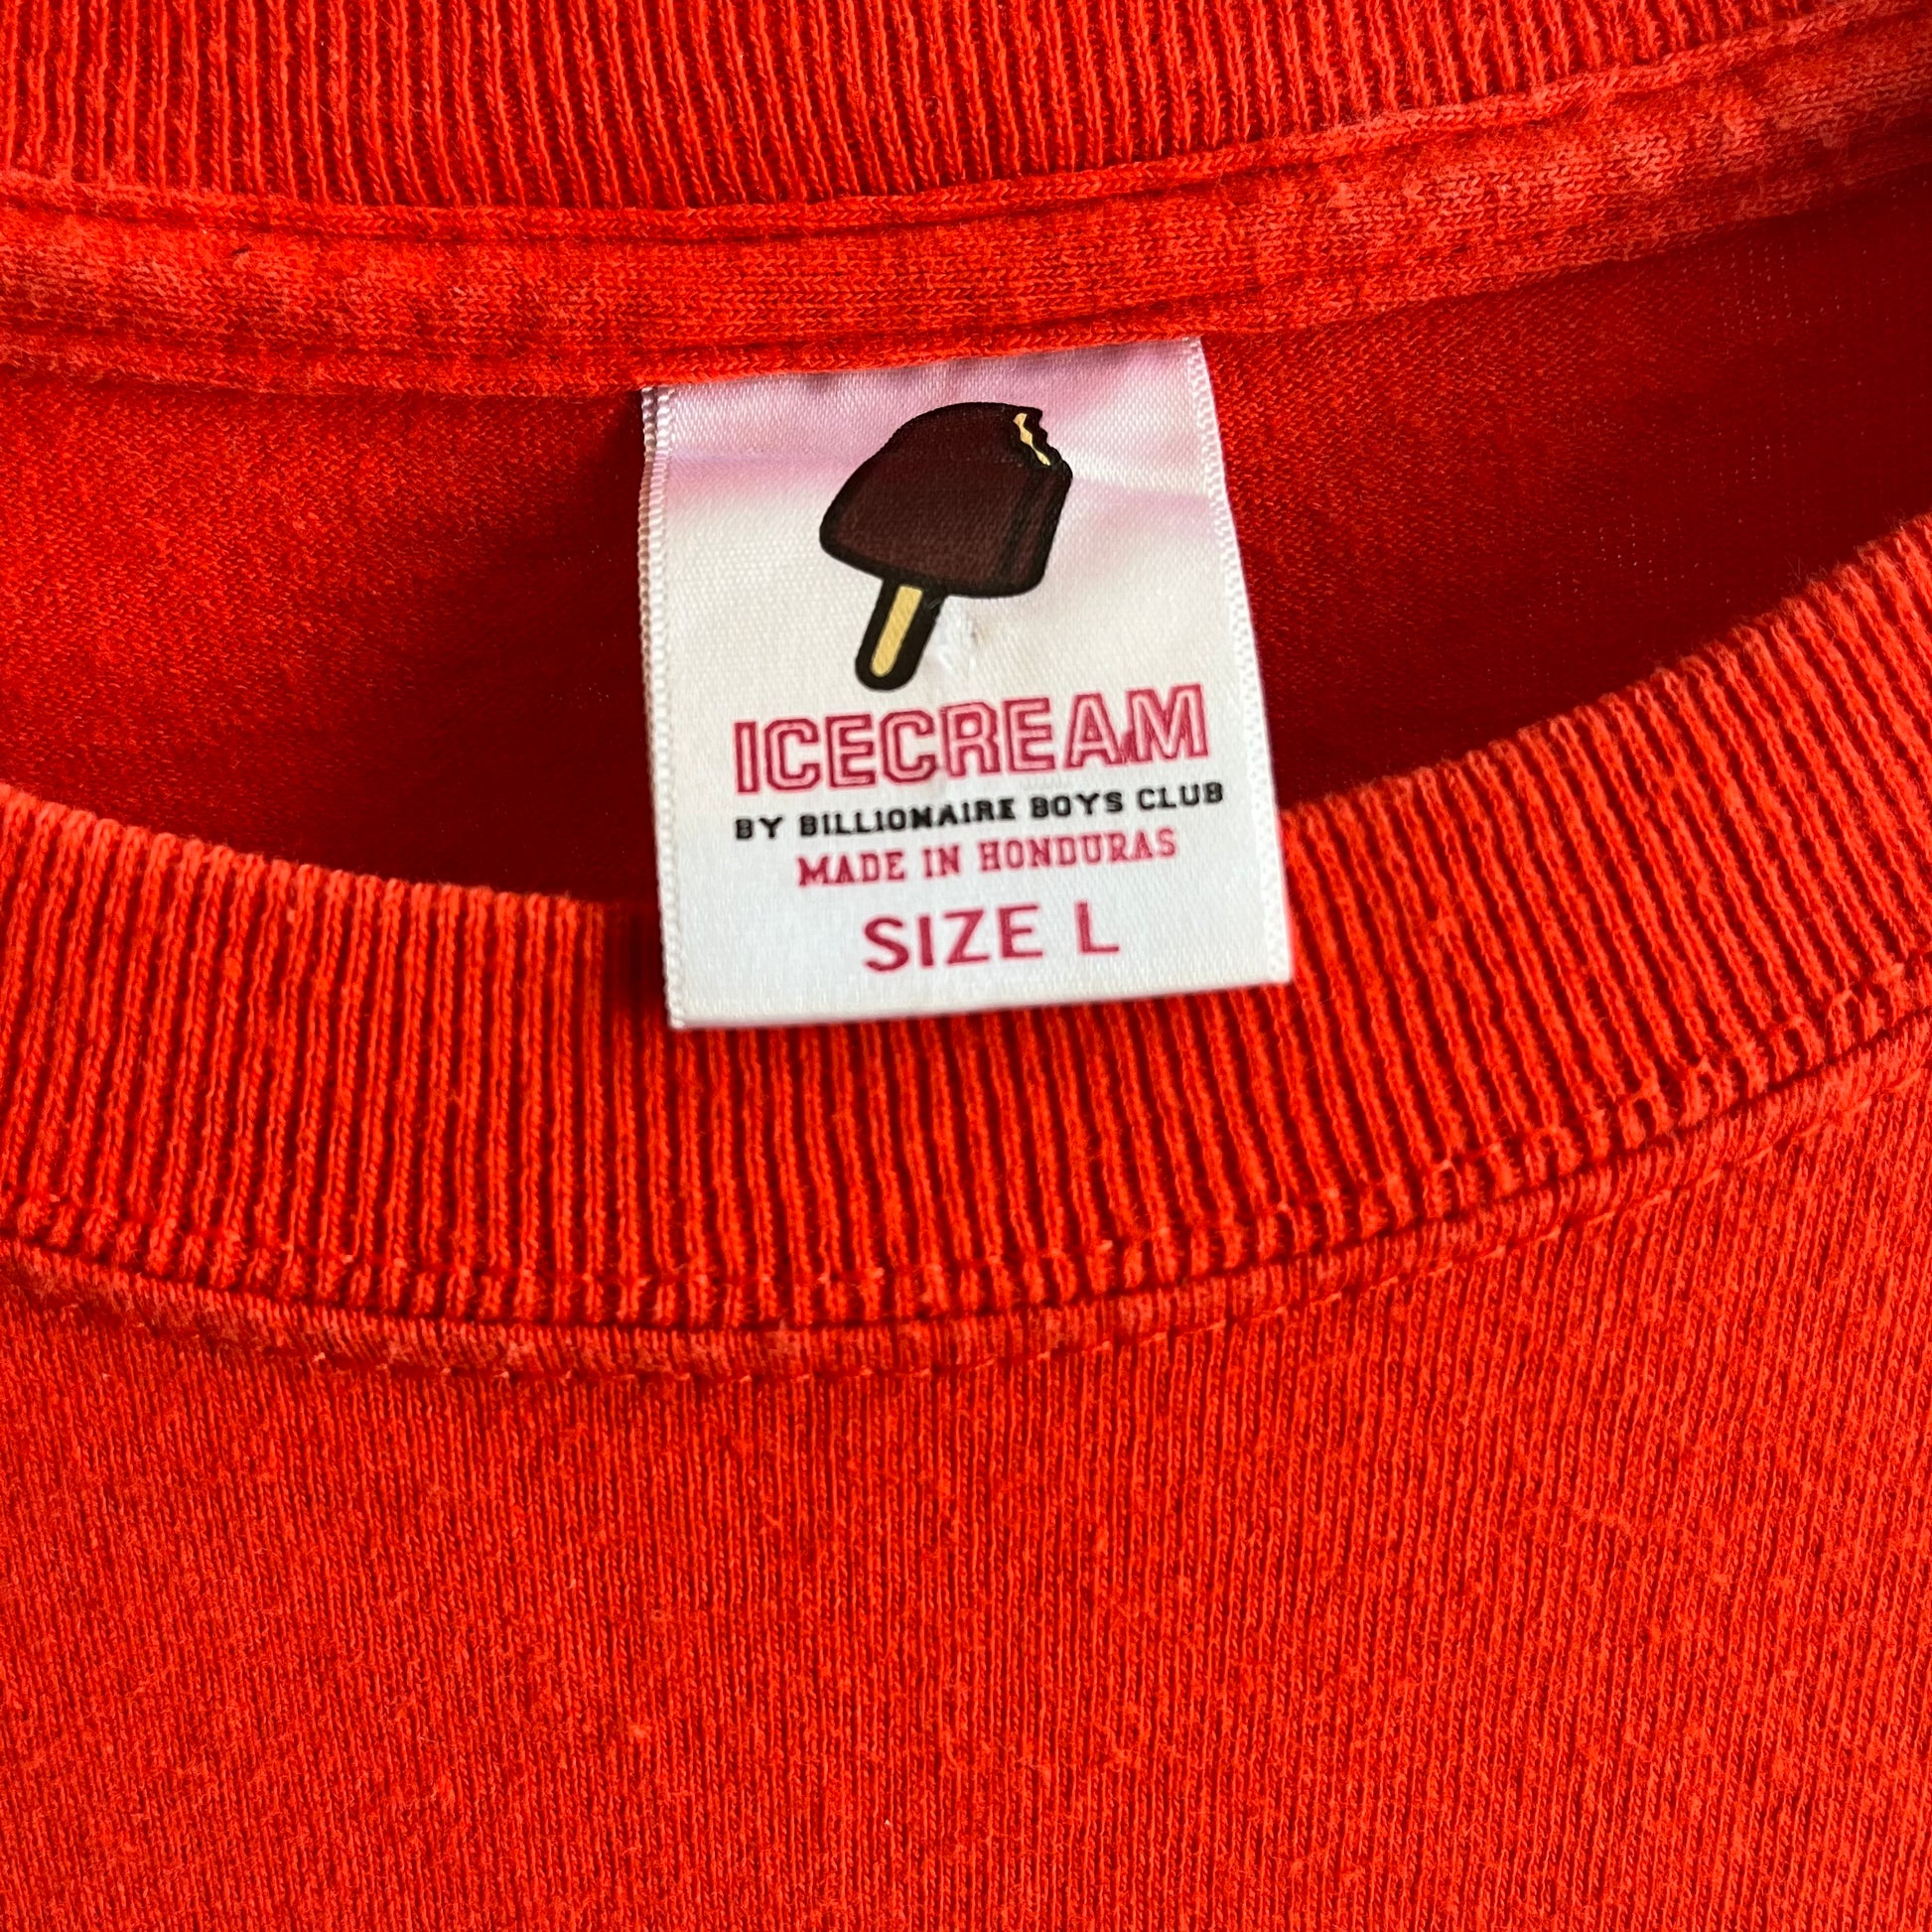 ICECREAM
BY BILLIONAIRE BOYS CLUB
MADE IN HONDURAS
SIZE L